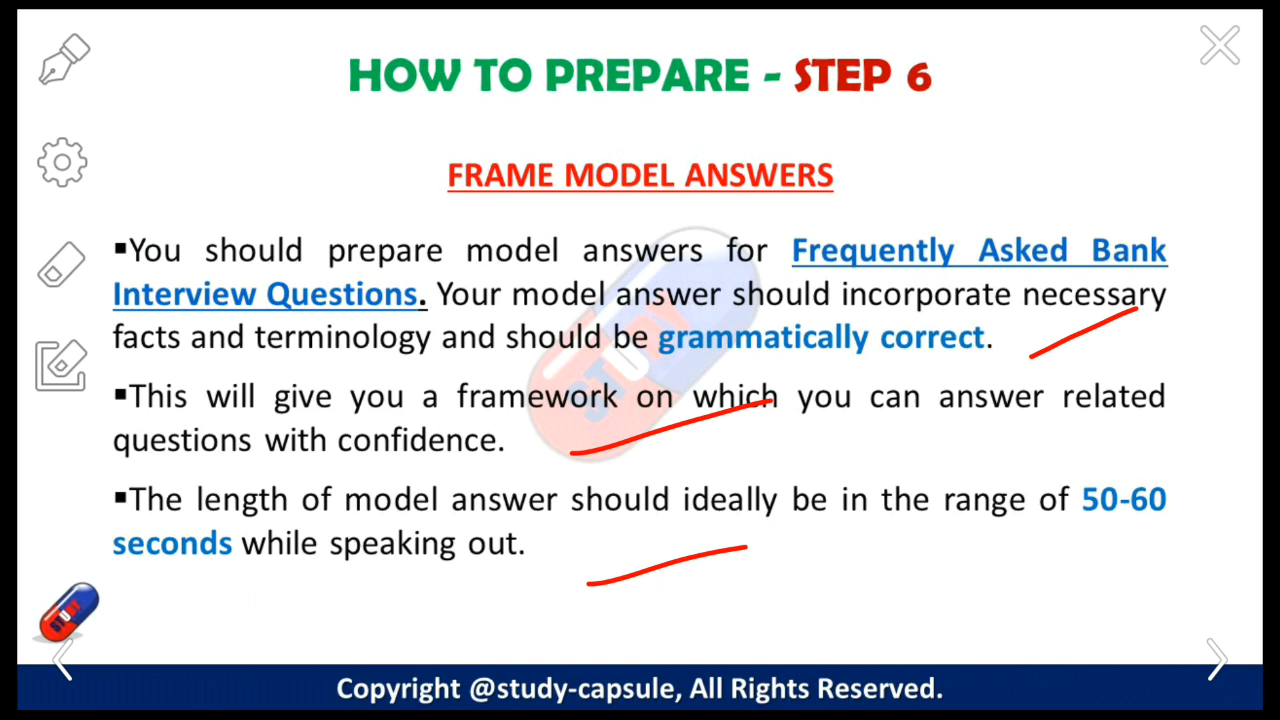 HOW TO PREPARE - STEP 6
FRAME MODEL ANSWERS
▪You should prepare model answers for Frequently Asked Bank
Interview Questions. Your model answer should incorporate necessary
facts and terminology and should be grammatically correct.
▪This will give you a framework on which you can answer related
questions with confidence.
▪The length of model answer should ideally be in the range of 50-60
seconds while speaking out.
STUDY
STUDY
Copyright @study-capsule, All Rights Reserved.